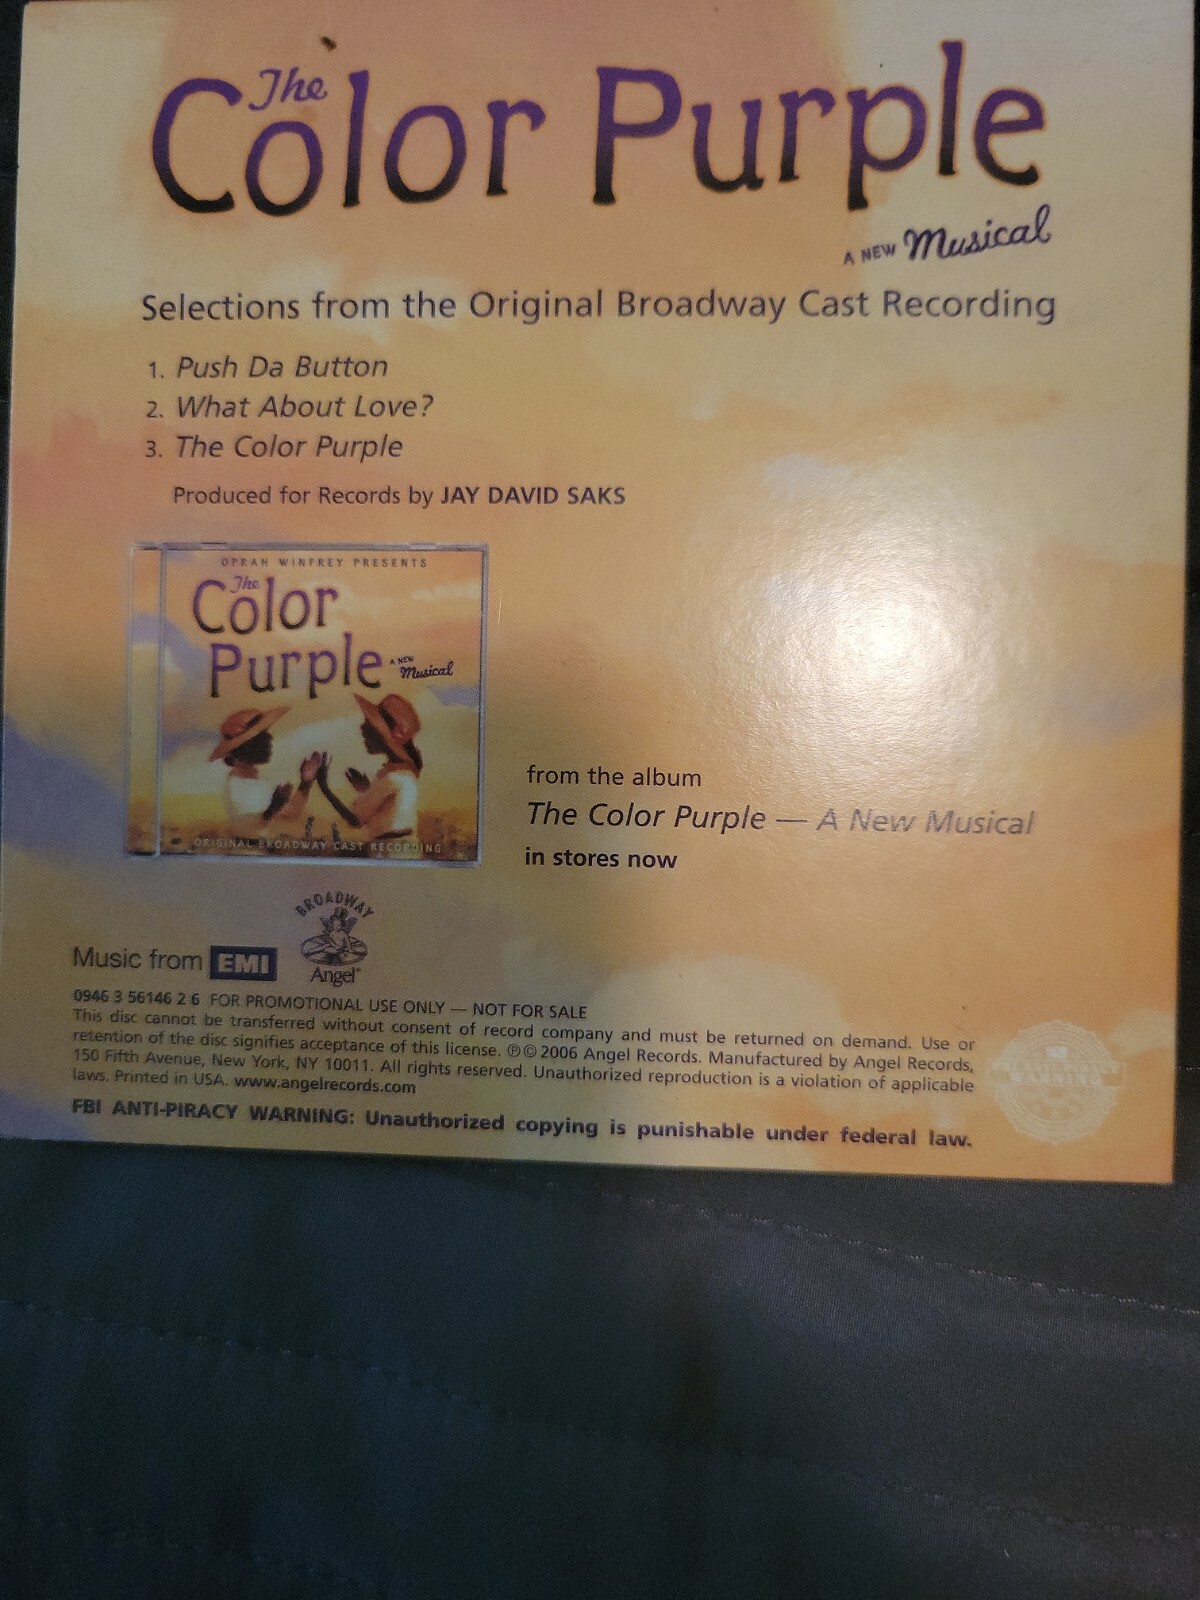 The
Color Purple
A NEW Musical
Selections from the Original Broadway Cast Recording
1. Push Da Button
2. What About Love?
3. The Color Purple
Produced for Records by JAY DAVID SAKS
OPRAH WINFREY PRESENTS
The
Color
Purple
A NEW
Musical
ORIGINAL BROADWAY CAST RECORDING
from the album
The Color Purple — A New Musical
in stores now
BROADWAY
Angel®
Music from EMI
0946 3 56146 2 6 FOR PROMOTIONAL USE ONLY — NOT FOR SALE
This disc cannot be transferred without consent of record company and must be returned on demand. Use or
retention of the disc signifies acceptance of this license. ℗ © 2006 Angel Records. Manufactured by Angel Records,
150 Fifth Avenue, New York, NY 10011. All rights reserved. Unauthorized reproduction is a violation of applicable
laws. Printed in USA. www.angelrecords.com
FBI ANTI-PIRACY WARNING: Unauthorized copying is punishable under federal law.